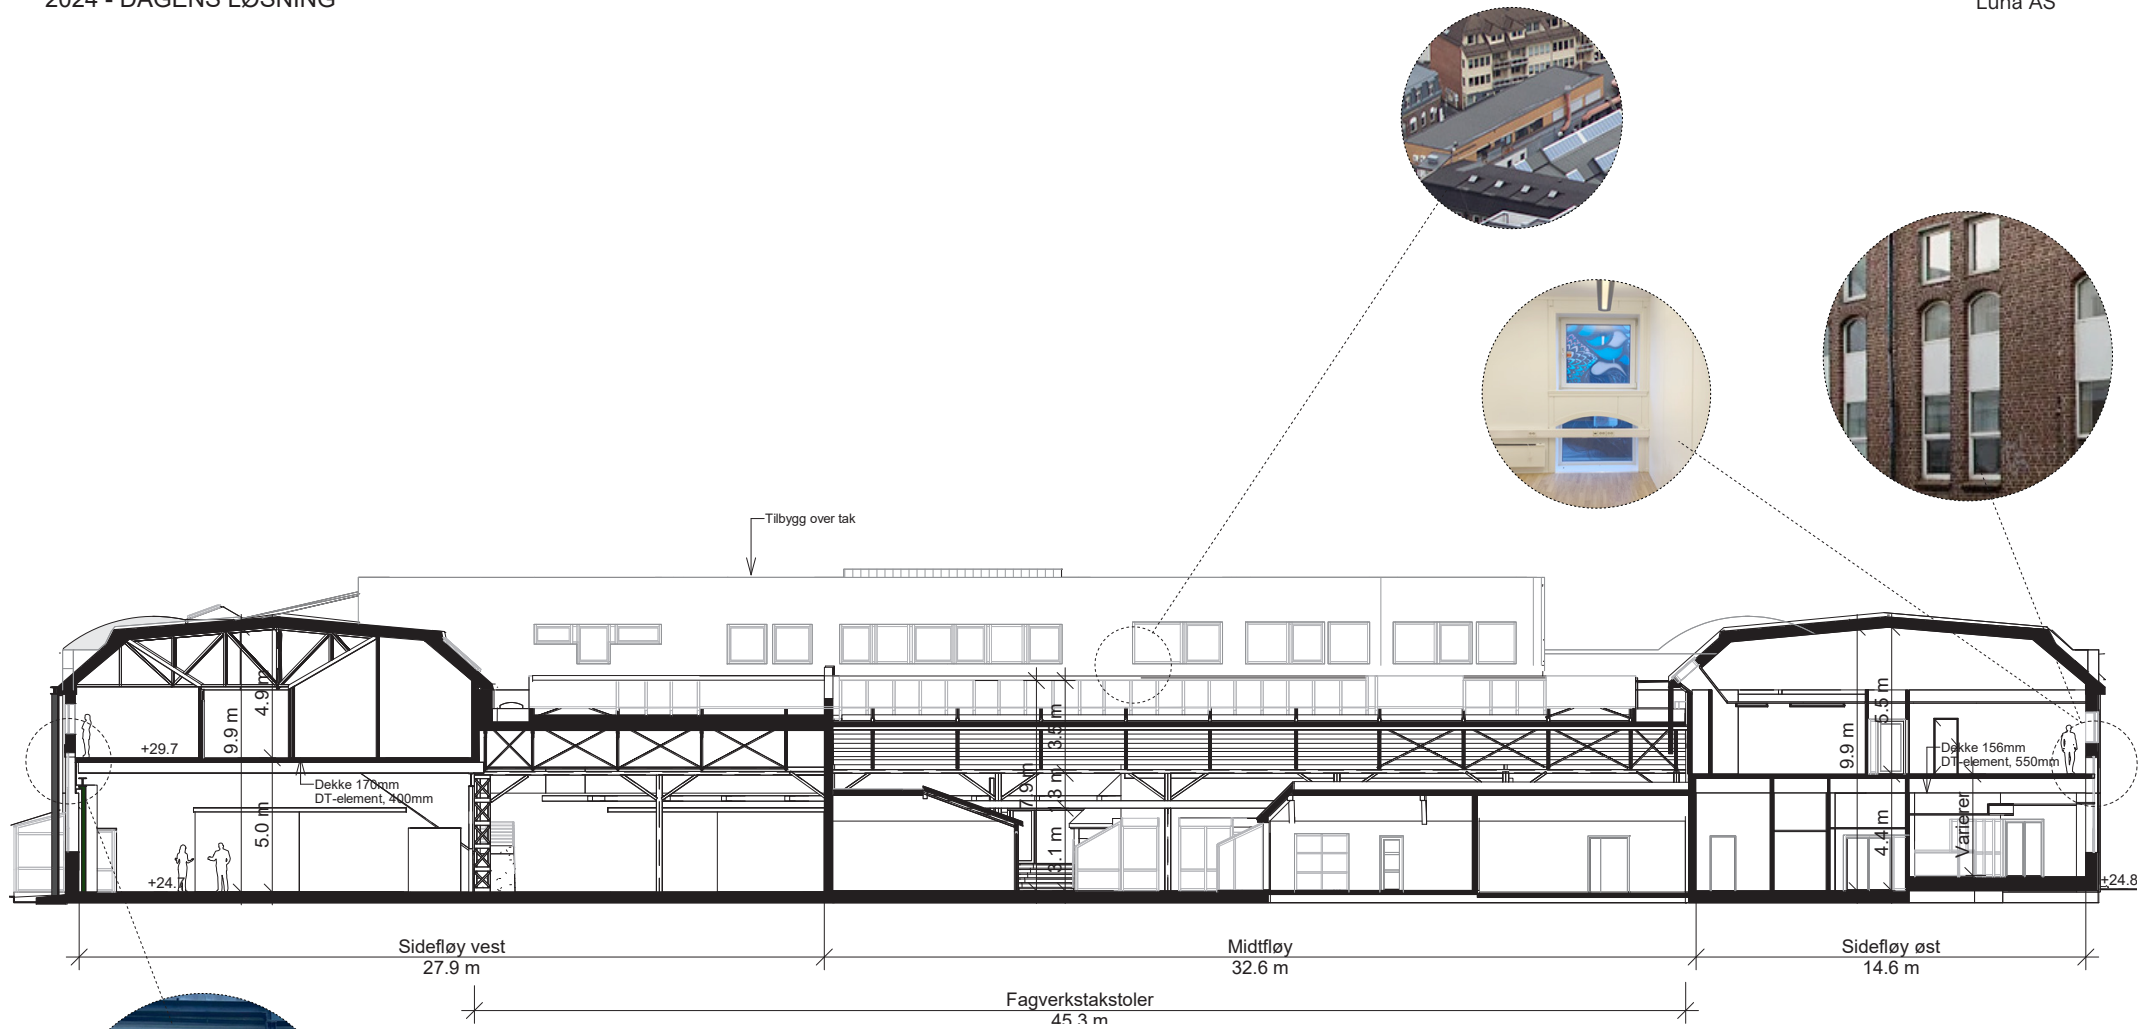 2024 - DAGENS LØSNING
Luna AS
Tilbygg over tak
4.9 m
9.9 m
+29.7
Dekke 170mm
DT-element, 400mm
5.0 m
+24.7
3.5 m
7.9 m
1.3 m
3.1 m
5.5 m
9.9 m
Dekke 156mm
DT-element, 550mm
4.4 m
Varierer
+24.8
Sidefløy vest
27.9 m
Midtfløy
32.6 m
Sidefløy øst
14.6 m
Fagverkstakstoler
45.3 m